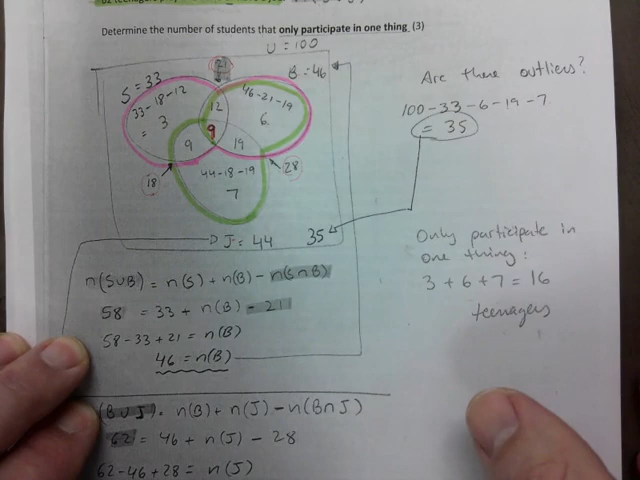 Determine the number of students that only participate in one thing. (3)
U = 100
21
S = 33
B = 46
33-18-12
= 3
12
46-21-19
6
9
9
19
18
44-18-19
7
28
J = 44
35
Are there outliers?
100-33-6-19-7
= 35
n(S∪B) = n(S) + n(B) - n(S∩B)
58 = 33 + n(B) - 21
58-33+21 = n(B)
46 = n(B)
Only participate in
one thing:
3 + 6 + 7 = 16
teenagers
(B∪J) = n(B) + n(J) - n(B∩J)
62 = 46 + n(J) - 28
62-46+28 = n(J)